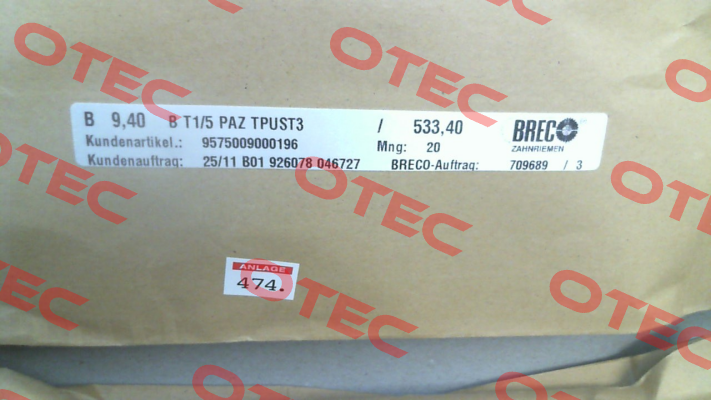 B 9,40 B T1/5 PAZ TPUST3 / 533,40 BRECO
ZAHNRIEMEN
Kundenartikel.: 9575009000196 Mng: 20
Kundenauftrag: 25/11 B01 926078 046727 BRECO-Auftrag: 709689 / 3
ANLAGE
474.
OTEC
OTEC
OTEC
OTEC
OTEC
OTEC
OTEC
OTEC
OTEC